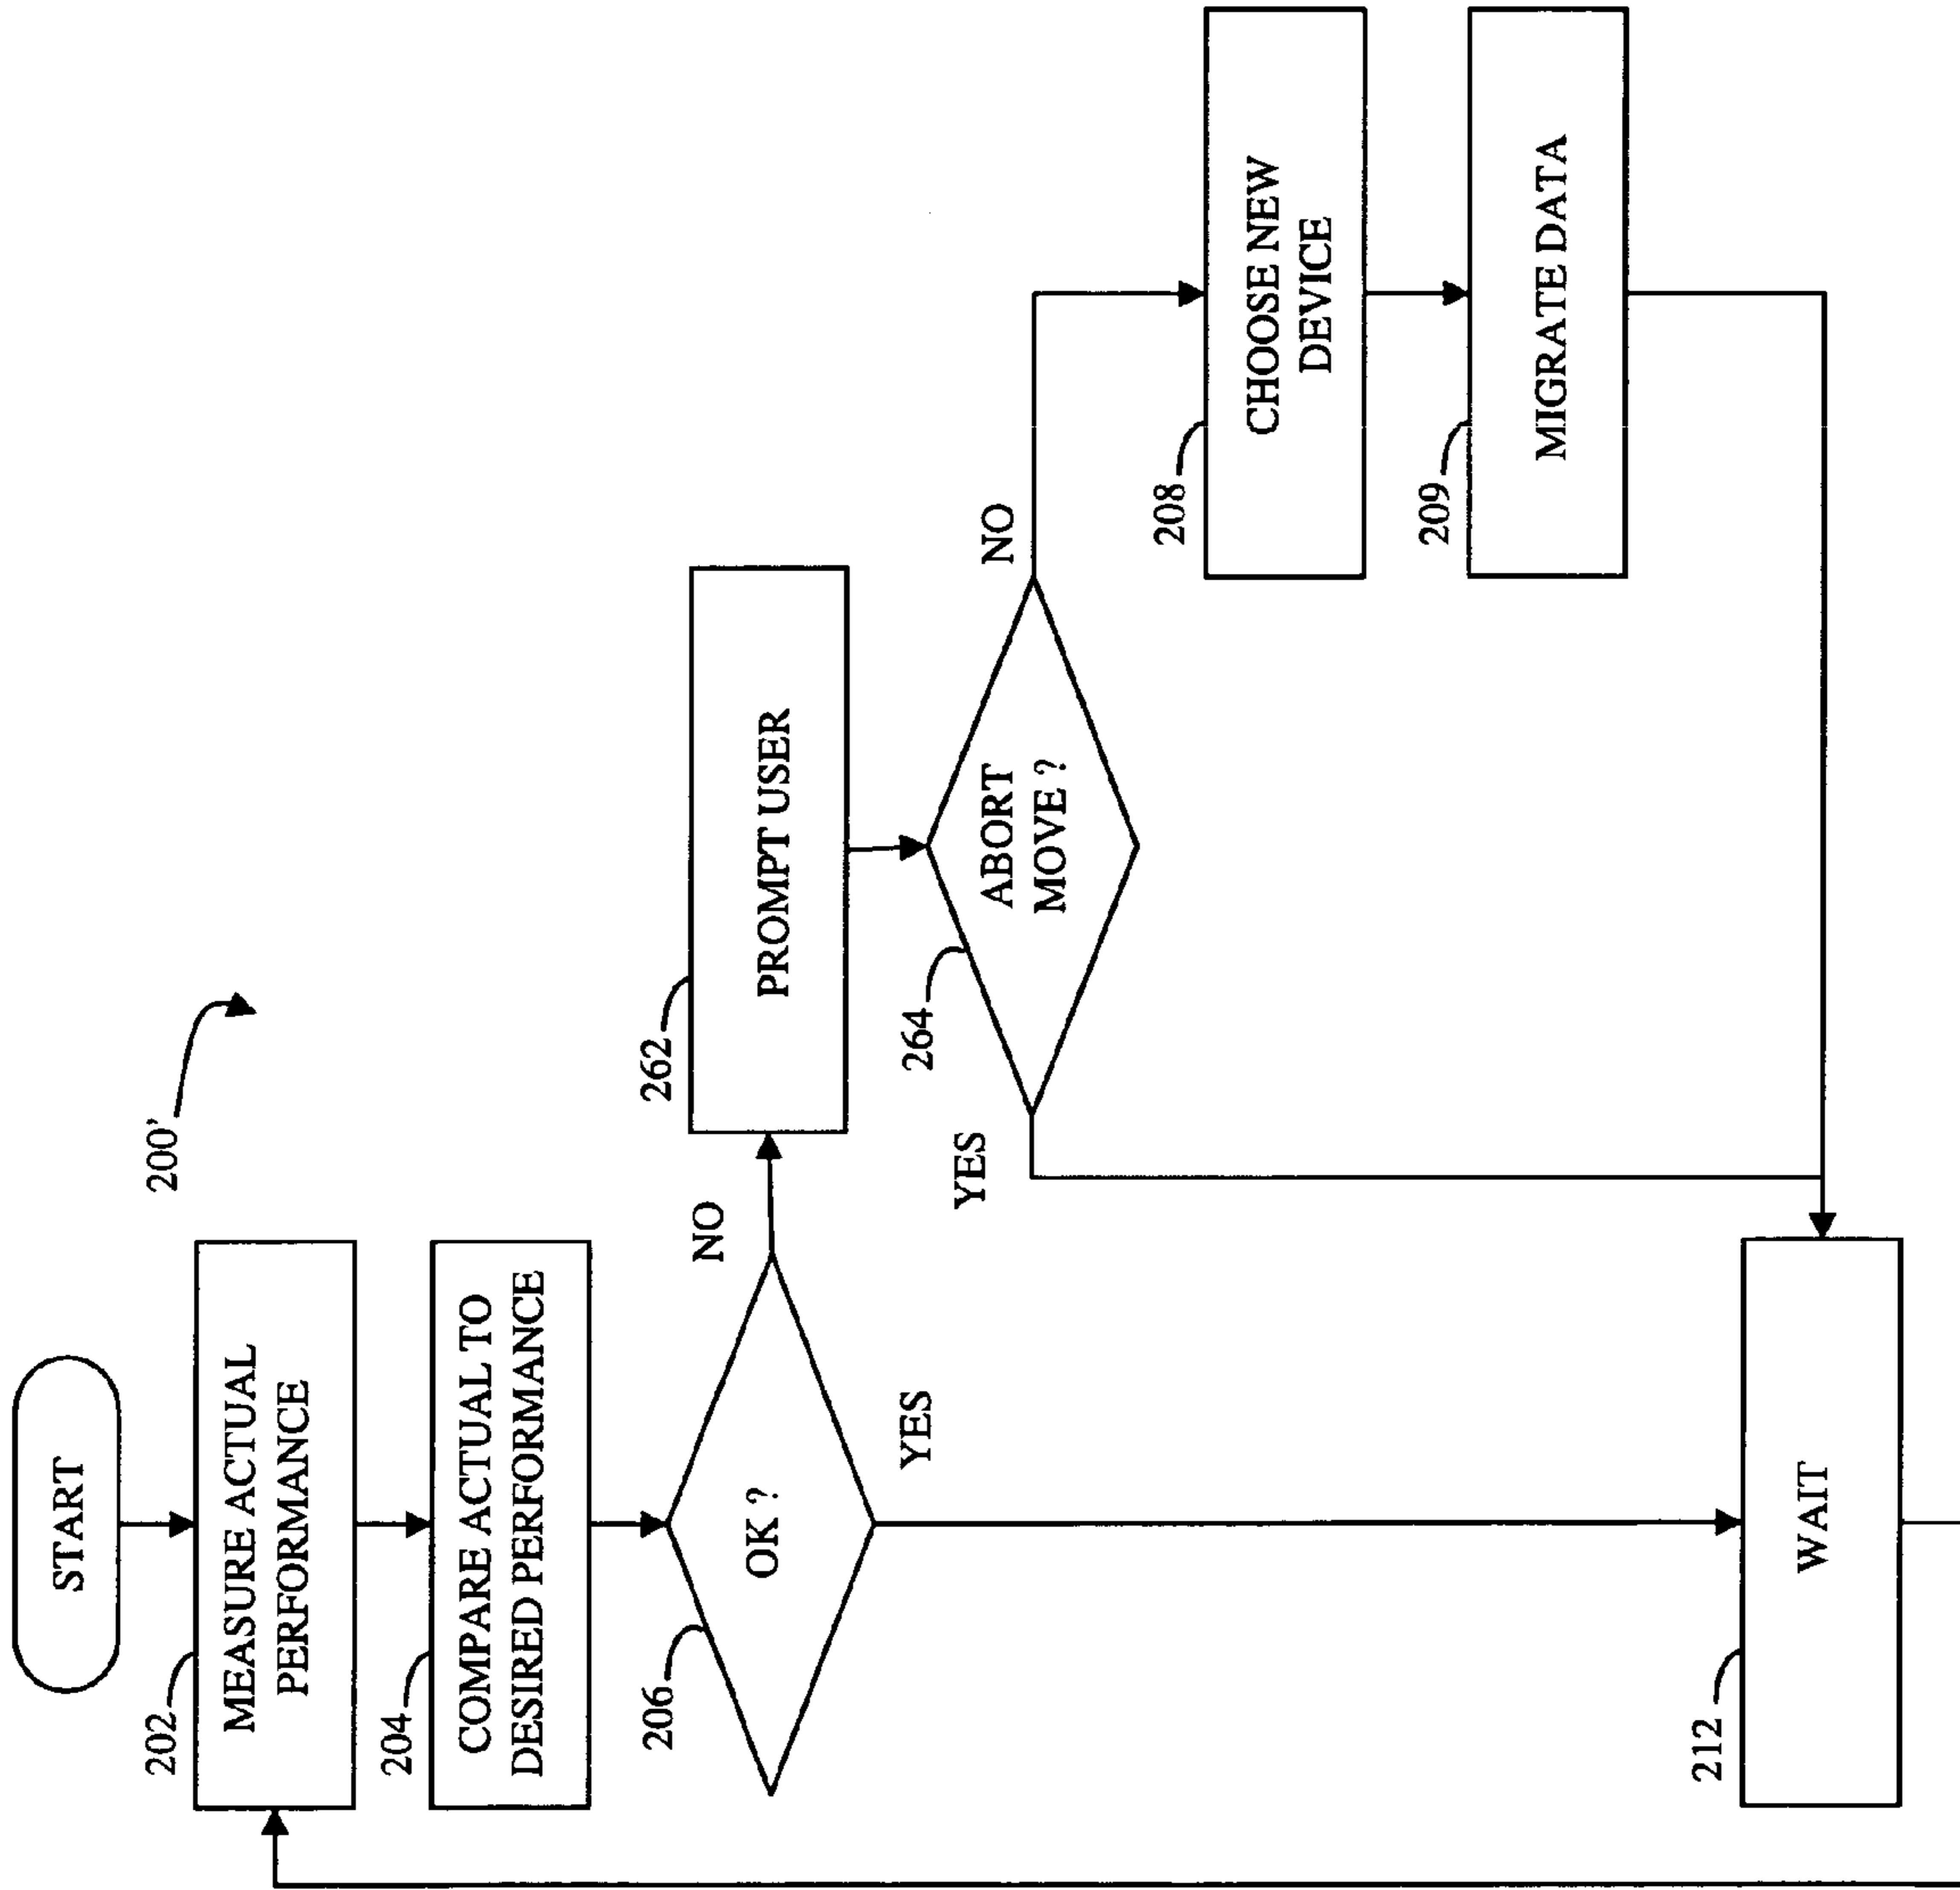 200'
START
202
MEASURE ACTUAL
PERFORMANCE
204
COMPARE ACTUAL TO
DESIRED PERFORMANCE
206
OK ?
NO
YES
262
PROMPT USER
264
ABORT
MOVE ?
YES
NO
208
CHOOSE NEW
DEVICE
209
MIGRATE DATA
212
WAIT